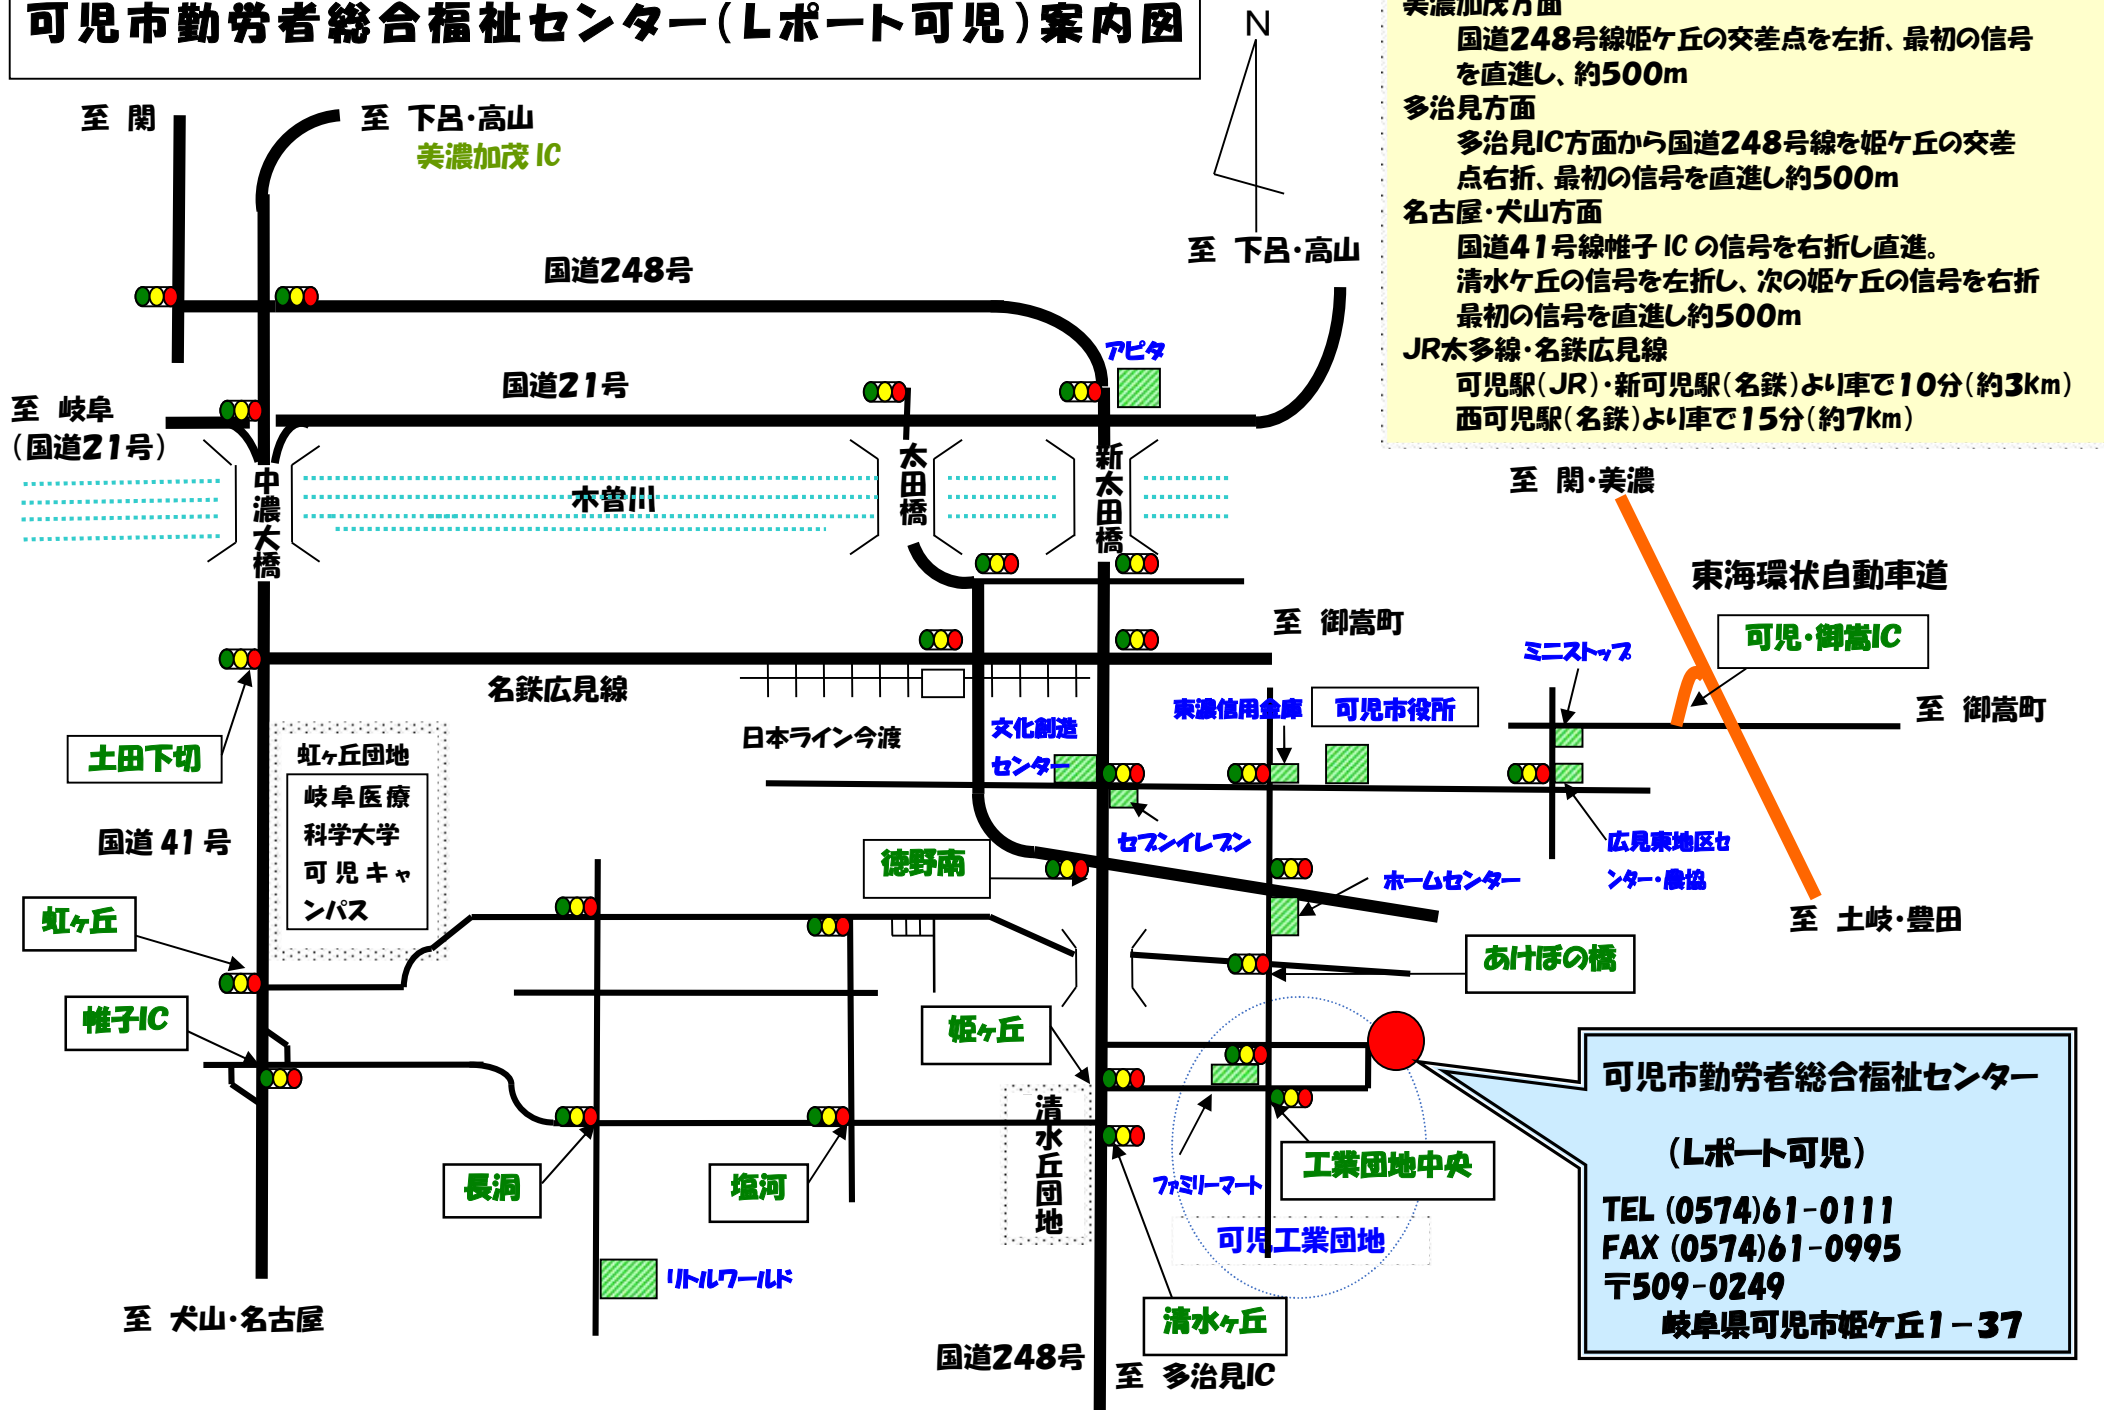 可児市勤労者総合福祉センター(Lポート可児)案内図
美濃加茂方面
国道248号線姫ケ丘の交差点を左折、最初の信号
を直進し、約500m
多治見方面
多治見IC方面から国道248号線を姫ケ丘の交差
点右折、最初の信号を直進し約500m
名古屋・犬山方面
国道41号線帷子 IC の信号を右折し直進。
清水ケ丘の信号を左折し、次の姫ケ丘の信号を右折
最初の信号を直進し約500m
JR太多線・名鉄広見線
可児駅(JR)・新可児駅(名鉄)より車で10分(約3km)
西可児駅(名鉄)より車で15分(約7km)
N
至 関
至 下呂・高山
美濃加茂 IC
至 下呂・高山
国道248号
アピタ
国道21号
至 岐阜
(国道21号)
中濃大橋
木曽川
太田橋
新太田橋
至 関・美濃
東海環状自動車道
可児・御嵩IC
至 御嵩町
ミニストップ
至 御嵩町
名鉄広見線
日本ライン今渡
文化創造
センター
東濃信用金庫
可児市役所
土田下切
虹ヶ丘団地
岐阜医療
科学大学
可児キャ
ンパス
国道 41 号
セブンイレブン
徳野南
ホームセンター
広見東地区セ
ンター・農協
至 土岐・豊田
虹ヶ丘
あけぼの橋
帷子IC
姫ヶ丘
清水丘団地
長洞
塩河
ファミリーマート
工業団地中央
可児工業団地
リトルワールド
清水ヶ丘
至 犬山・名古屋
国道248号
至 多治見IC
可児市勤労者総合福祉センター
(Lポート可児)
TEL (0574)61-0111
FAX (0574)61-0995
〒509-0249
岐阜県可児市姫ケ丘1-37